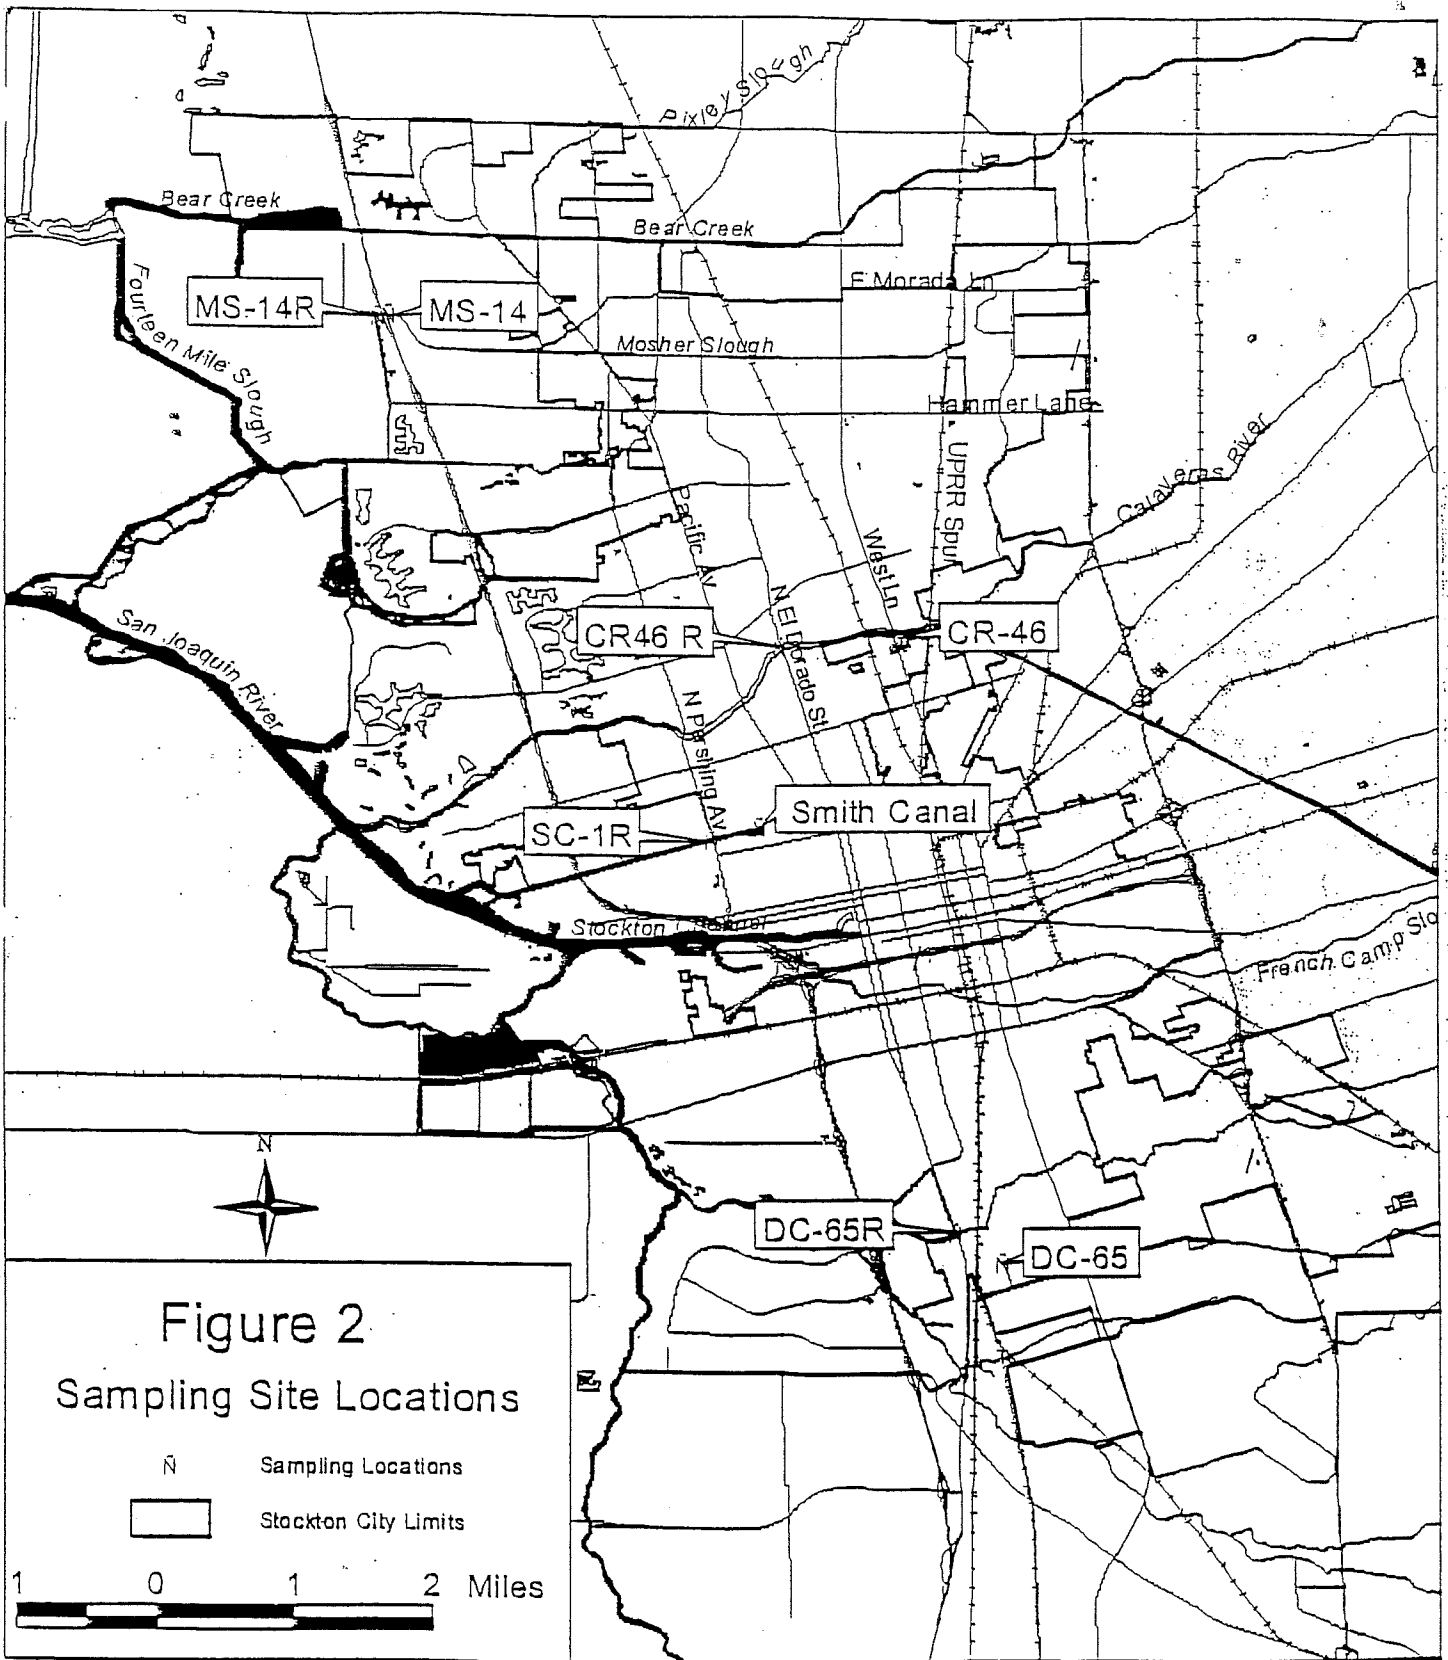 Pixley Slough
Bear Creek
Bear Creek
E Morada Ln
Fourteen Mile Slough
MS-14R
MS-14
Mosher Slough
Hammer Lane
UPRR Spur
Calaveras River
Pacific Av
West Ln
N El Dorado St
CR46 R
CR-46
San Joaquin River
N Pershing Av
Smith Canal
SC-1R
Stockton Channel
French Camp Slo
N
DC-65R
DC-65
Figure 2
Sampling Site Locations
Ñ Sampling Locations
Stockton City Limits
1 0 1 2 Miles